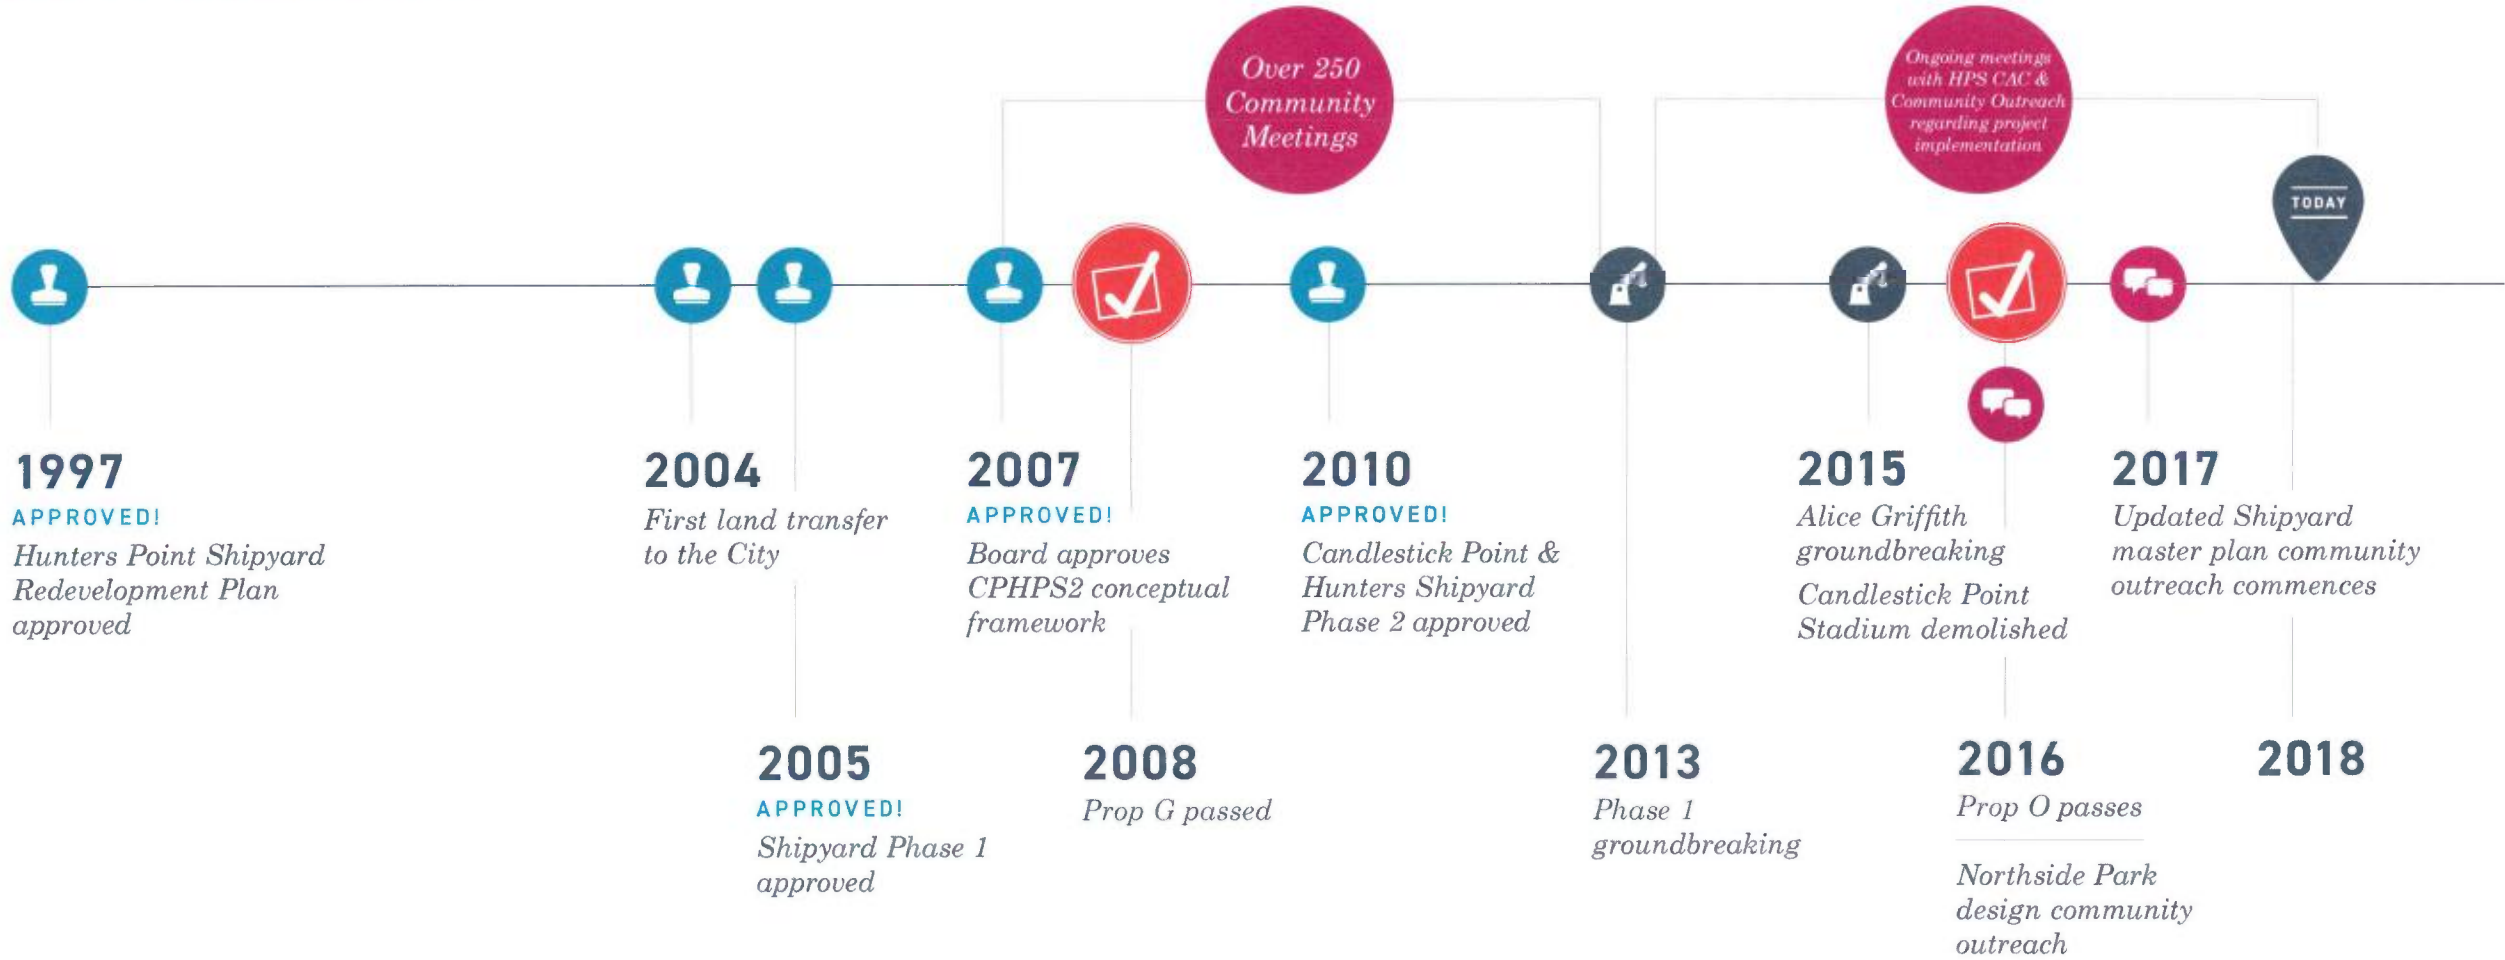 Over 250
Community
Meetings
Ongoing meetings
with HPS CAC &
Community Outreach
regarding project
implementation
TODAY
1997
APPROVED!
Hunters Point Shipyard
Redevelopment Plan
approved
2004
First land transfer
to the City
2005
APPROVED!
Shipyard Phase 1
approved
2007
APPROVED!
Board approves
CPHPS2 conceptual
framework
2008
Prop G passed
2010
APPROVED!
Candlestick Point &
Hunters Shipyard
Phase 2 approved
2013
Phase 1
groundbreaking
2015
Alice Griffith
groundbreaking
Candlestick Point
Stadium demolished
2016
Prop O passes
Northside Park
design community
outreach
2017
Updated Shipyard
master plan community
outreach commences
2018